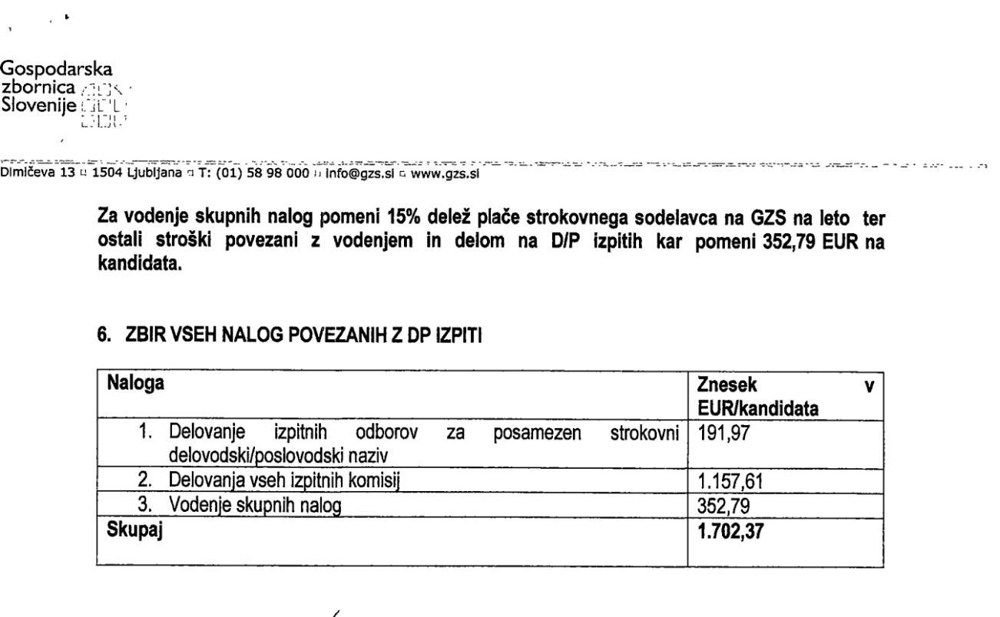 Gospodarska
zbornica
Slovenije
Dimičeva 13 ¤ 1504 Ljubljana ¤ T: (01) 58 98 000 ¤ info@gzs.si ¤ www.gzs.si
Za vodenje skupnih nalog pomeni 15% delež plače strokovnega sodelavca na GZS na leto ter
ostali stroški povezani z vodenjem in delom na D/P izpitih kar pomeni 352,79 EUR na
kandidata.
6. ZBIR VSEH NALOG POVEZANIH Z DP IZPITI
Naloga
Znesek v
EUR/kandidata
1. Delovanje izpitnih odborov za posamezen strokovni
delovodski/poslovodski naziv
191,97
2. Delovanja vseh izpitnih komisij
1.157,61
3. Vodenje skupnih nalog
352,79
Skupaj
1.702,37